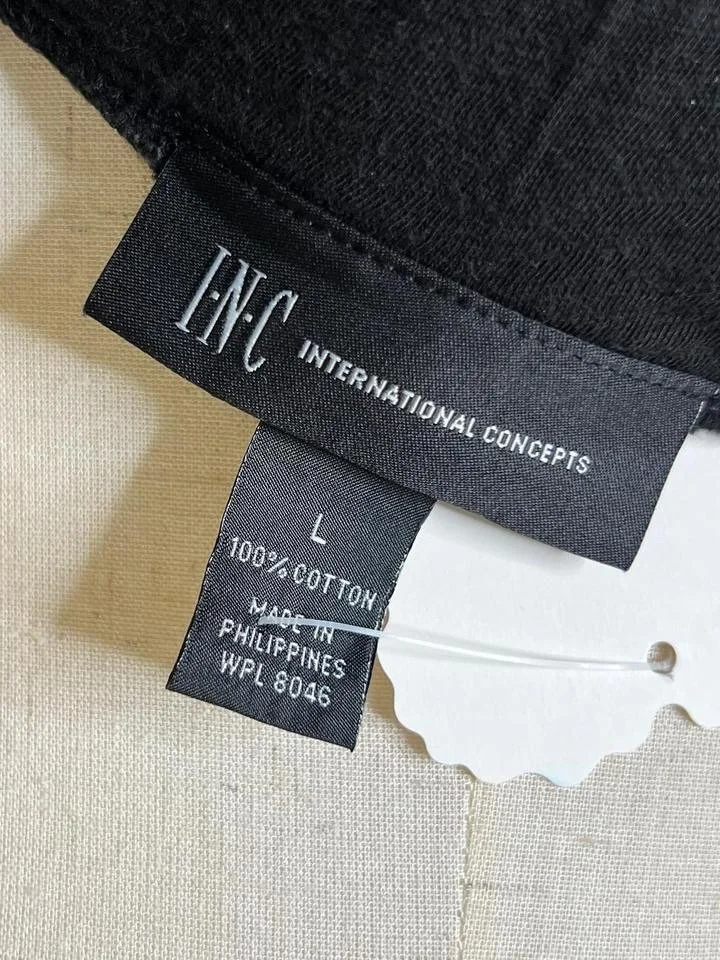 I·N·C INTERNATIONAL CONCEPTS
L
100% COTTON
MADE IN
PHILIPPINES
WPL 8046